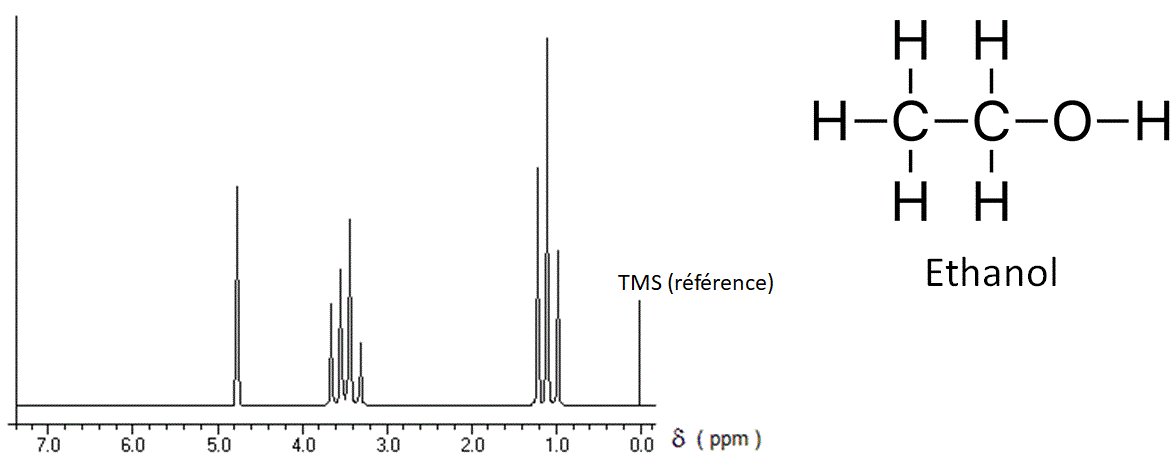 H H
H C C O H
H H
Ethanol
TMS (référence)
7.0 6.0 5.0 4.0 3.0 2.0 1.0 0.0 δ ( ppm )